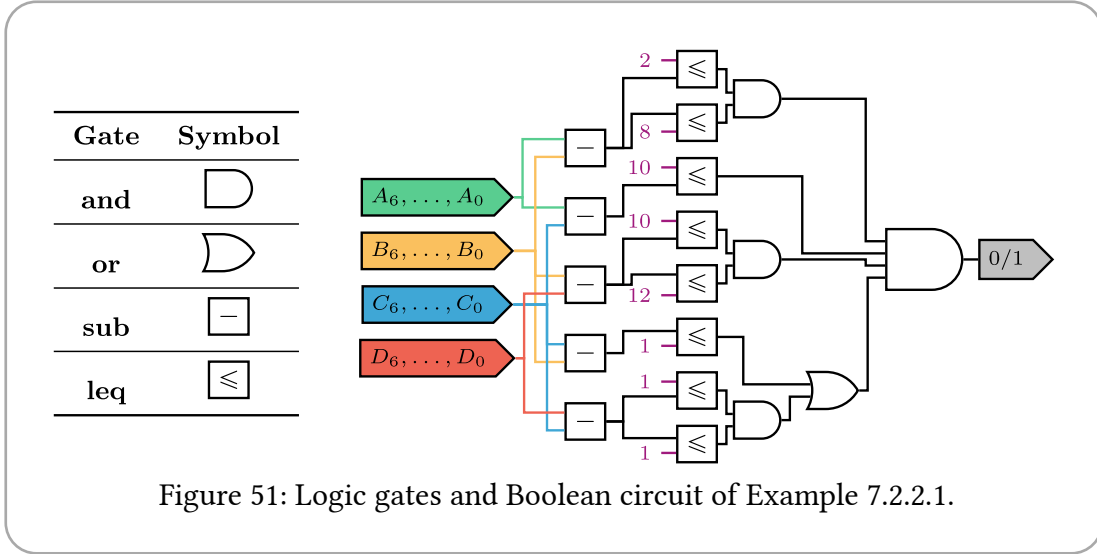 Gate Symbol
and
or
sub −
leq ⩽
A₆, . . . , A₀
B₆, . . . , B₀
C₆, . . . , C₀
D₆, . . . , D₀
−
−
−
−
−
2 ⩽
8 ⩽
10 ⩽
10 ⩽
12 ⩽
1 ⩽
1 ⩽
1 ⩽
0/1
Figure 51: Logic gates and Boolean circuit of Example 7.2.2.1.